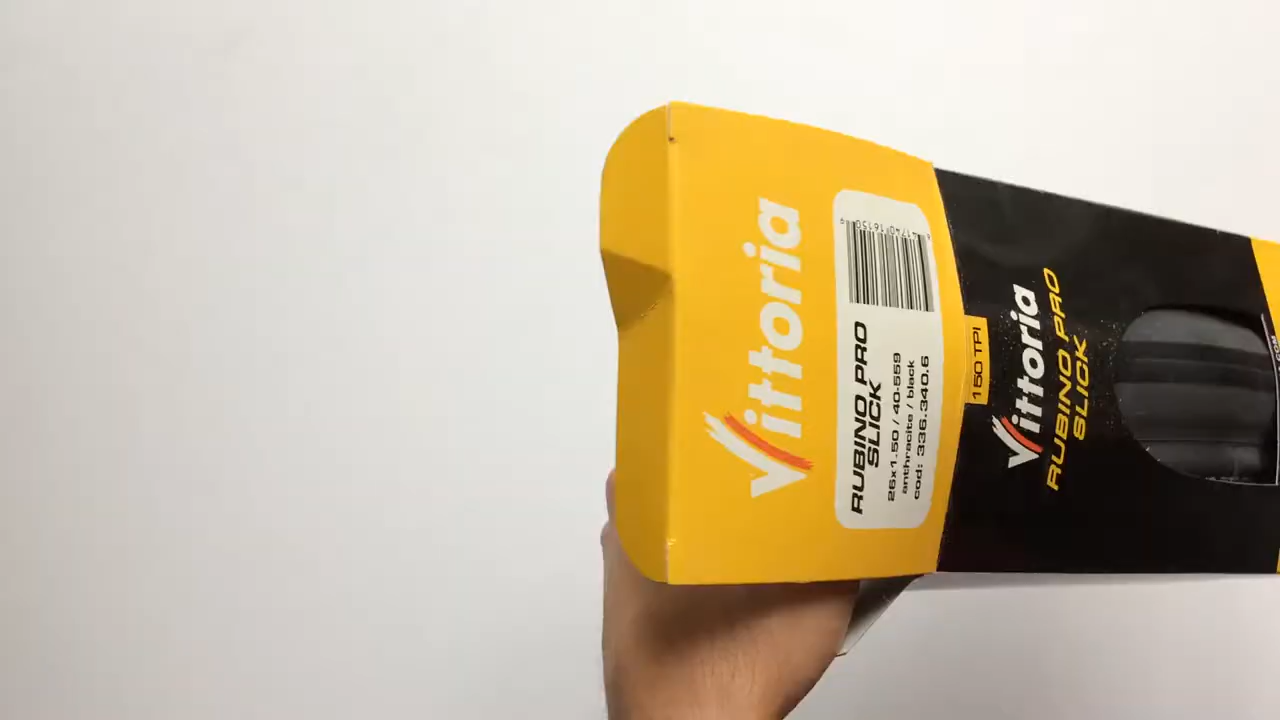 Vittoria
RUBINO PRO
SLICK
26x1.50 / 40-559
anthracite / black
cod: 336.340.6
150 TPI
Vittoria
RUBINO PRO
SLICK